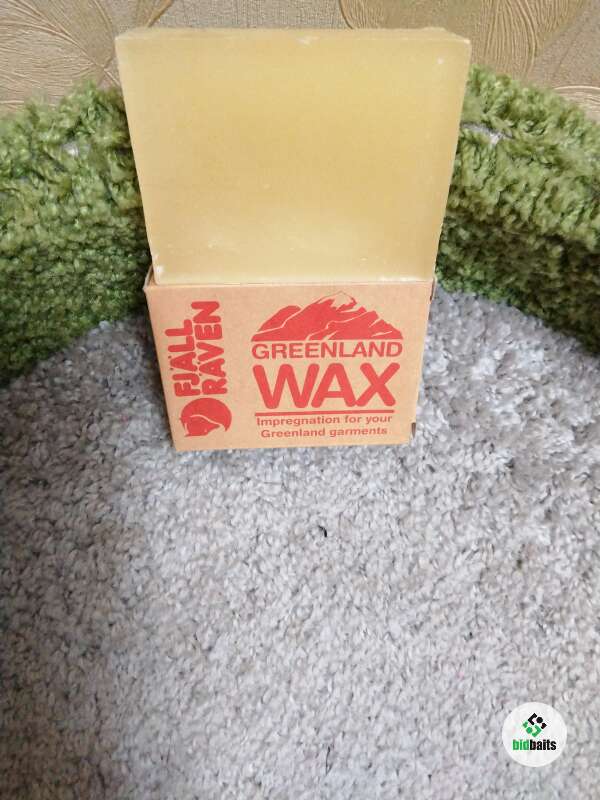 FJÄLL
RÄVEN
GREENLAND
WAX
Impregnation for your
Greenland garments
bidbaits